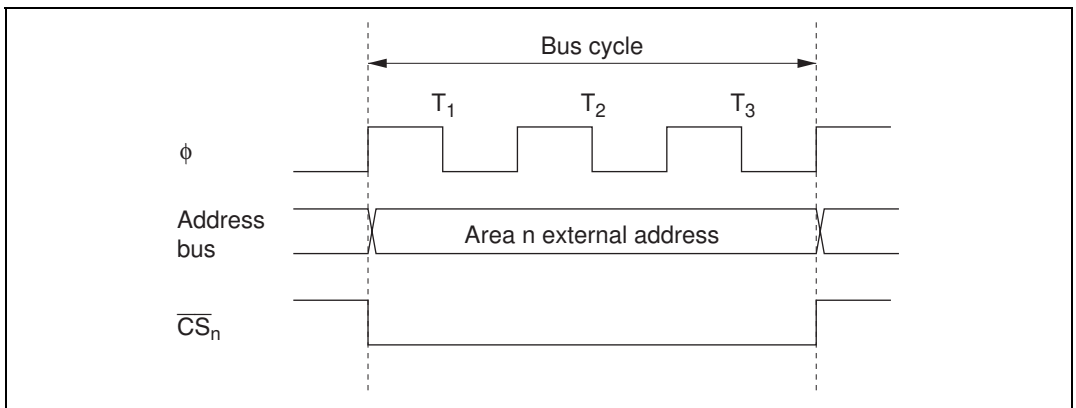 Bus cycle
T1 T2 T3
φ
Address
bus
Area n external address
CSn